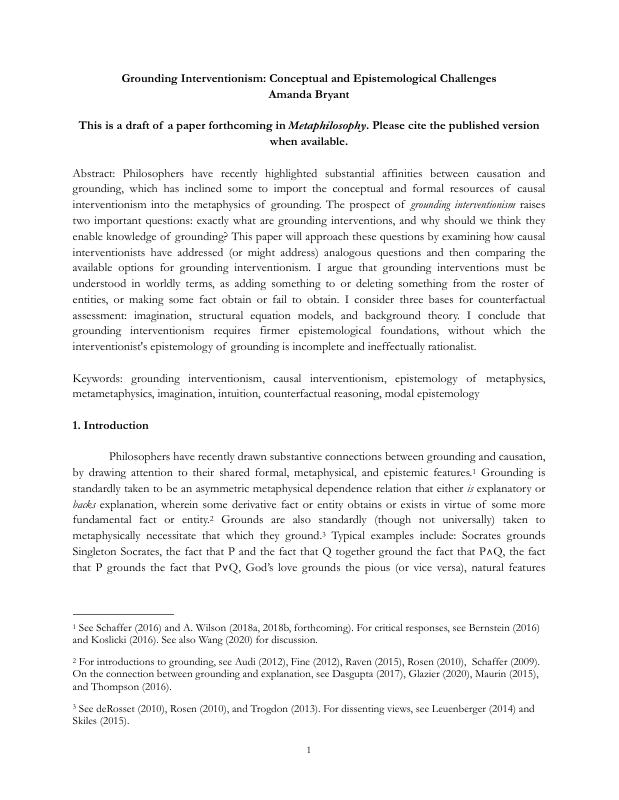 Grounding Interventionism: Conceptual and Epistemological Challenges
Amanda Bryant
This is a draft of a paper forthcoming in Metaphilosophy. Please cite the published version
when available.
Abstract: Philosophers have recently highlighted substantial affinities between causation and
grounding, which has inclined some to import the conceptual and formal resources of causal
interventionism into the metaphysics of grounding. The prospect of grounding interventionism raises
two important questions: exactly what are grounding interventions, and why should we think they
enable knowledge of grounding? This paper will approach these questions by examining how causal
interventionists have addressed (or might address) analogous questions and then comparing the
available options for grounding interventionism. I argue that grounding interventions must be
understood in worldly terms, as adding something to or deleting something from the roster of
entities, or making some fact obtain or fail to obtain. I consider three bases for counterfactual
assessment: imagination, structural equation models, and background theory. I conclude that
grounding interventionism requires firmer epistemological foundations, without which the
interventionist's epistemology of grounding is incomplete and ineffectually rationalist.
Keywords: grounding interventionism, causal interventionism, epistemology of metaphysics,
metametaphysics, imagination, intuition, counterfactual reasoning, modal epistemology
1. Introduction
Philosophers have recently drawn substantive connections between grounding and causation,
by drawing attention to their shared formal, metaphysical, and epistemic features.¹ Grounding is
standardly taken to be an asymmetric metaphysical dependence relation that either is explanatory or
backs explanation, wherein some derivative fact or entity obtains or exists in virtue of some more
fundamental fact or entity.² Grounds are also standardly (though not universally) taken to
metaphysically necessitate that which they ground.³ Typical examples include: Socrates grounds
Singleton Socrates, the fact that P and the fact that Q together ground the fact that P∧Q, the fact
that P grounds the fact that P∨Q, God's love grounds the pious (or vice versa), natural features
¹ See Schaffer (2016) and A. Wilson (2018a, 2018b, forthcoming). For critical responses, see Bernstein (2016)
and Koslicki (2016). See also Wang (2020) for discussion.
² For introductions to grounding, see Audi (2012), Fine (2012), Raven (2015), Rosen (2010), Schaffer (2009).
On the connection between grounding and explanation, see Dasgupta (2017), Glazier (2020), Maurin (2015),
and Thompson (2016).
³ See deRosset (2010), Rosen (2010), and Trogdon (2013). For dissenting views, see Leuenberger (2014) and
Skiles (2015).
1